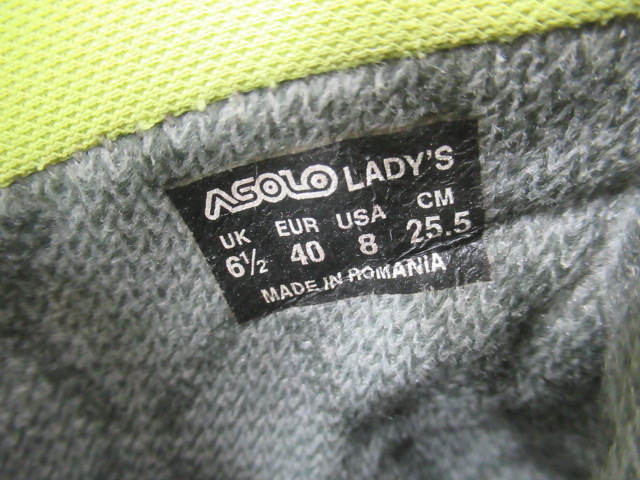 ASOLO LADY'S
UK EUR USA CM
6½ 40 8 25.5
MADE IN ROMANIA